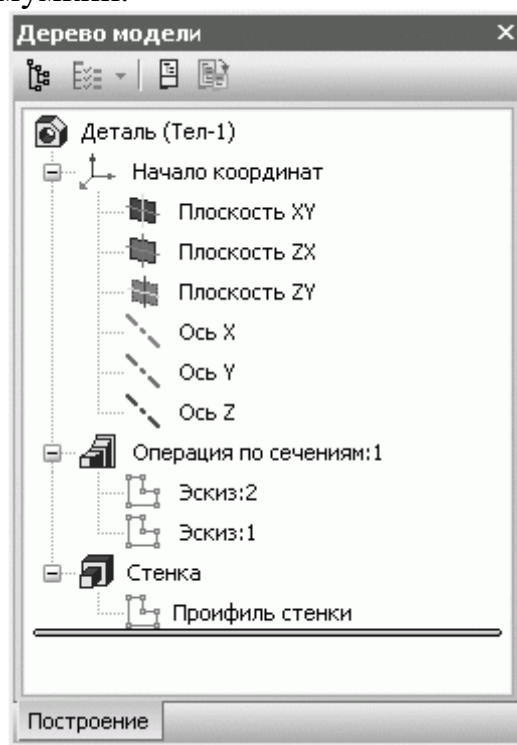 Дерево модели
Деталь (Тел-1)
Начало координат
Плоскость XY
Плоскость ZX
Плоскость ZY
Ось X
Ось Y
Ось Z
Операция по сечениям:1
Эскиз:2
Эскиз:1
Стенка
Проифиль стенки
Построение